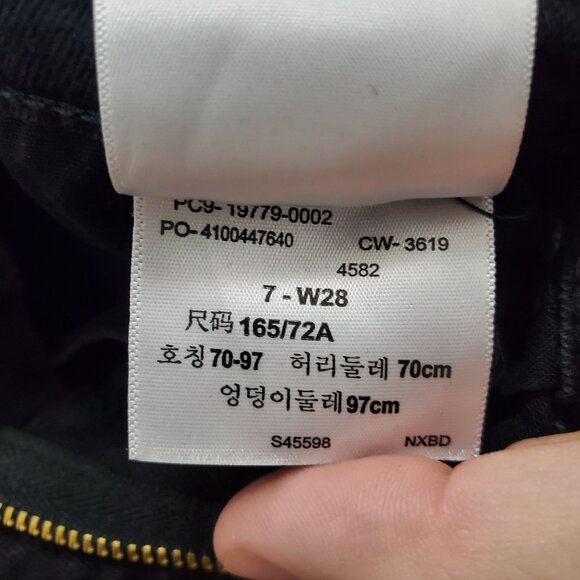 PC9- 19779-0002
PO- 4100447640 CW- 3619
4582
7 - W28
尺码 165/72A
호칭 70-97 허리둘레 70cm
엉덩이둘레 97cm
S45598 NXBD